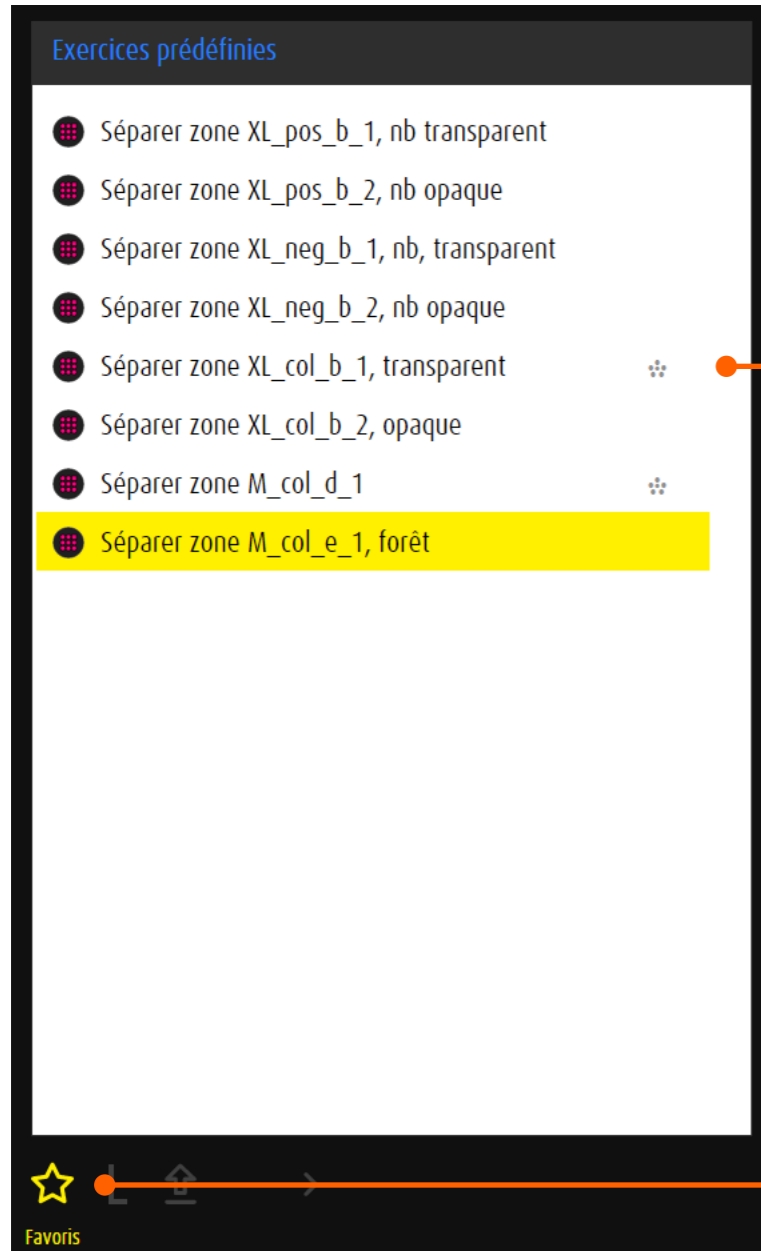 Exercices prédéfinies
Séparer zone XL_pos_b_1, nb transparent
Séparer zone XL_pos_b_2, nb opaque
Séparer zone XL_neg_b_1, nb, transparent
Séparer zone XL_neg_b_2, nb opaque
Séparer zone XL_col_b_1, transparent
Séparer zone XL_col_b_2, opaque
Séparer zone M_col_d_1
Séparer zone M_col_e_1, forêt
Favoris